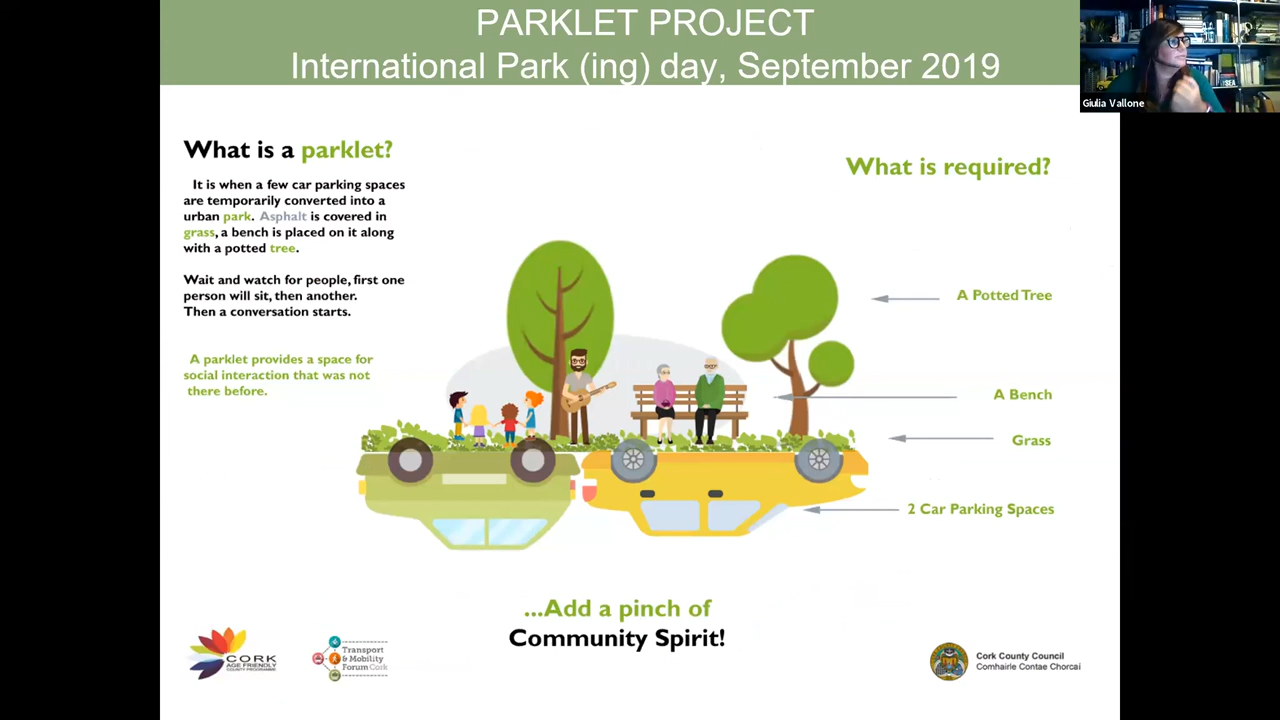 PARKLET PROJECT
International Park (ing) day, September 2019
Giulia Vallone
What is a parklet?
It is when a few car parking spaces
are temporarily converted into a
urban park. Asphalt is covered in
grass, a bench is placed on it along
with a potted tree.
Wait and watch for people, first one
person will sit, then another.
Then a conversation starts.
A parklet provides a space for
social interaction that was not
there before.
What is required?
A Potted Tree
A Bench
Grass
2 Car Parking Spaces
...Add a pinch of
Community Spirit!
CORK
AGE FRIENDLY
COUNTY PROGRAMME
Transport
& Mobility
Forum Cork
Cork County Council
Comhairle Contae Chorcaí